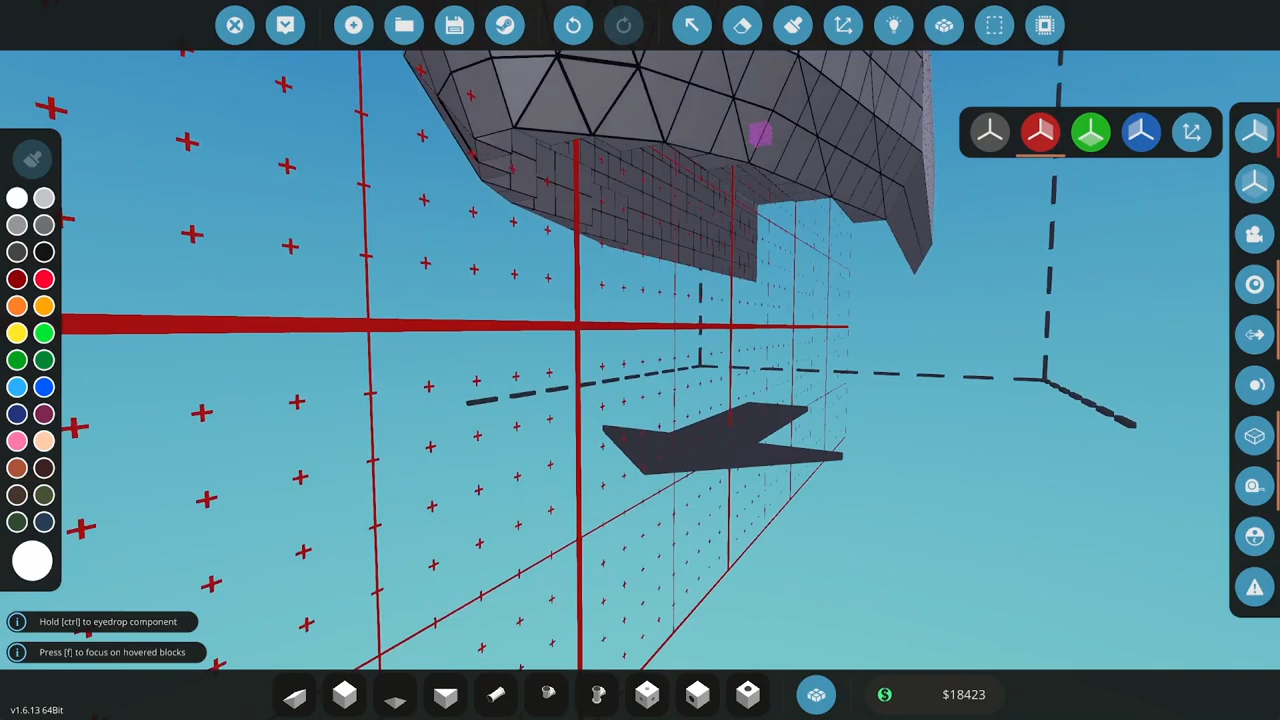 Hold [ctrl] to eyedrop component
Press [f] to focus on hovered blocks
$18423
v1.6.13 64Bit